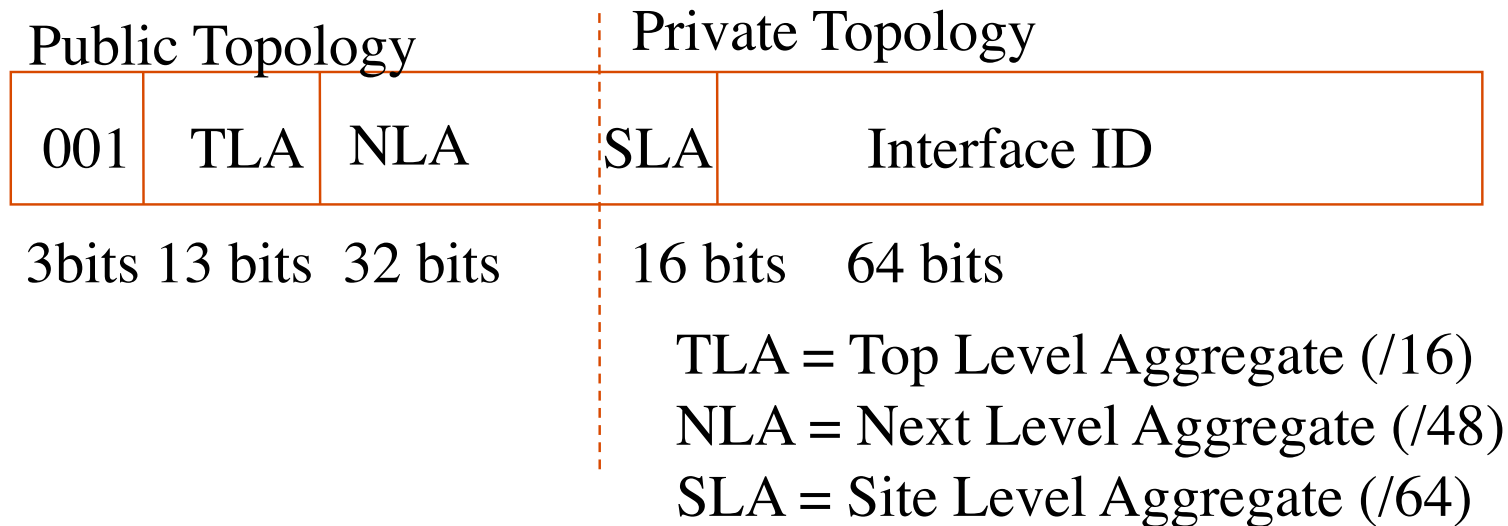 Public Topology
Private Topology
001 TLA NLA SLA Interface ID
3bits 13 bits 32 bits 16 bits 64 bits
TLA = Top Level Aggregate (/16)
NLA = Next Level Aggregate (/48)
SLA = Site Level Aggregate (/64)